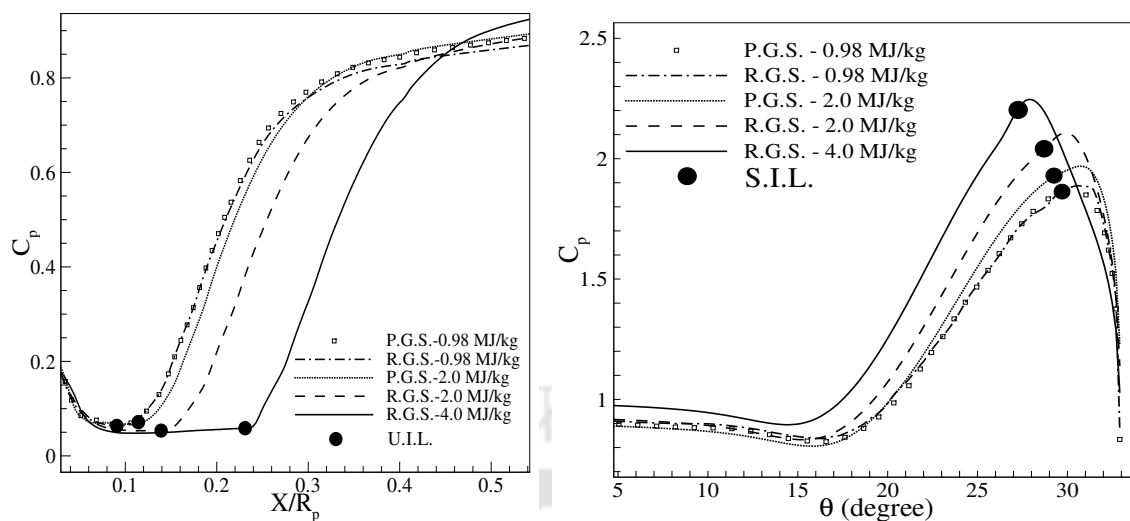 C_p
0.8
0.6
0.4
0.2
0
0.1
0.2
0.3
0.4
0.5
X/R_p
P.G.S.-0.98 MJ/kg
R.G.S.-0.98 MJ/kg
P.G.S.-2.0 MJ/kg
R.G.S.-2.0 MJ/kg
R.G.S.-4.0 MJ/kg
U.I.L.
C_p
2.5
2
1.5
1
5
10
15
20
25
30
θ (degree)
P.G.S. - 0.98 MJ/kg
R.G.S. - 0.98 MJ/kg
P.G.S. - 2.0 MJ/kg
R.G.S. - 2.0 MJ/kg
R.G.S. - 4.0 MJ/kg
S.I.L.